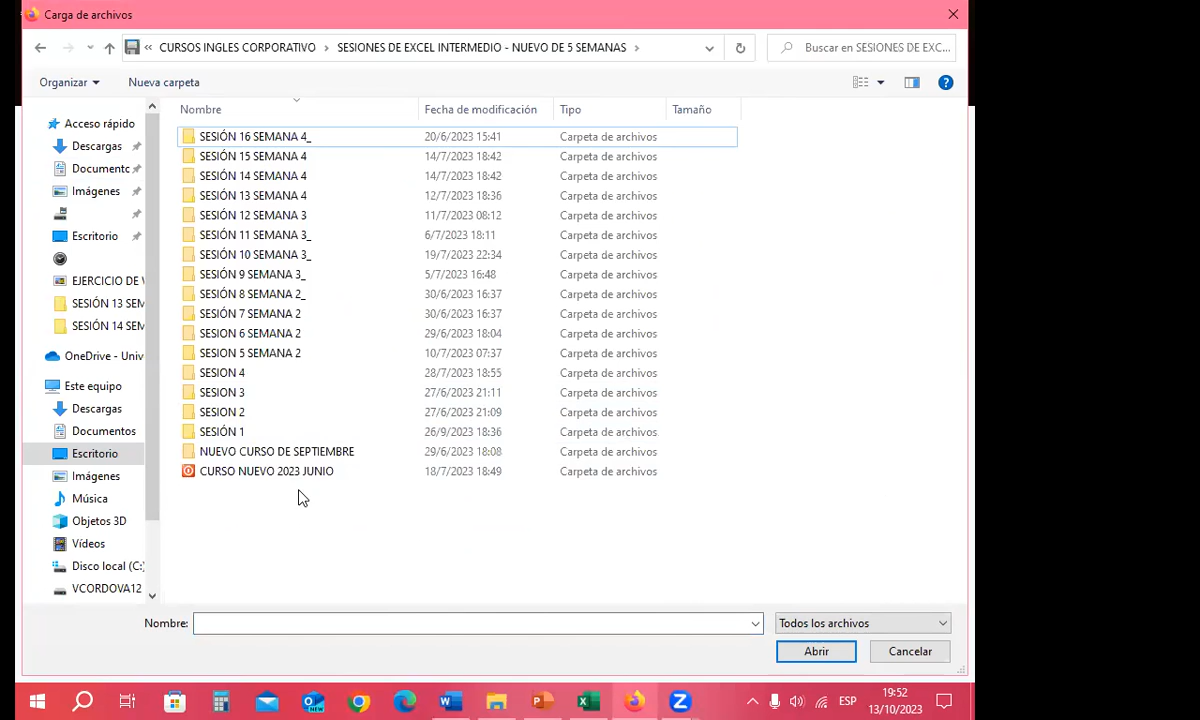 Carga de archivos
« CURSOS INGLES CORPORATIVO › SESIONES DE EXCEL INTERMEDIO - NUEVO DE 5 SEMANAS ›
Buscar en SESIONES DE EXC...
Organizar
Nueva carpeta
Nombre Fecha de modificación Tipo Tamaño
SESIÓN 16 SEMANA 4_ 20/6/2023 15:41 Carpeta de archivos
SESIÓN 15 SEMANA 4 14/7/2023 18:42 Carpeta de archivos
SESIÓN 14 SEMANA 4 14/7/2023 18:42 Carpeta de archivos
SESIÓN 13 SEMANA 4 12/7/2023 18:36 Carpeta de archivos
SESIÓN 12 SEMANA 3 11/7/2023 08:12 Carpeta de archivos
SESIÓN 11 SEMANA 3_ 6/7/2023 18:11 Carpeta de archivos
SESIÓN 10 SEMANA 3_ 19/7/2023 22:34 Carpeta de archivos
SESIÓN 9 SEMANA 3_ 5/7/2023 16:48 Carpeta de archivos
SESIÓN 8 SEMANA 2_ 30/6/2023 16:37 Carpeta de archivos
SESIÓN 7 SEMANA 2 30/6/2023 16:37 Carpeta de archivos
SESION 6 SEMANA 2 29/6/2023 18:04 Carpeta de archivos
SESION 5 SEMANA 2 10/7/2023 07:37 Carpeta de archivos
SESION 4 28/7/2023 18:55 Carpeta de archivos
SESION 3 27/6/2023 21:11 Carpeta de archivos
SESION 2 27/6/2023 21:09 Carpeta de archivos
SESIÓN 1 26/9/2023 18:36 Carpeta de archivos
NUEVO CURSO DE SEPTIEMBRE 29/6/2023 18:08 Carpeta de archivos
CURSO NUEVO 2023 JUNIO 18/7/2023 18:49 Carpeta de archivos
Acceso rápido
Descargas
Documento
Imágenes
Escritorio
EJERCICIO DE
SESIÓN 13 SEM
SESIÓN 14 SEM
OneDrive - Univ
Este equipo
Descargas
Documentos
Escritorio
Imágenes
Música
Objetos 3D
Vídeos
Disco local (C:)
VCORDOVA12
Nombre:
Todos los archivos
Abrir
Cancelar
ESP
19:52
13/10/2023